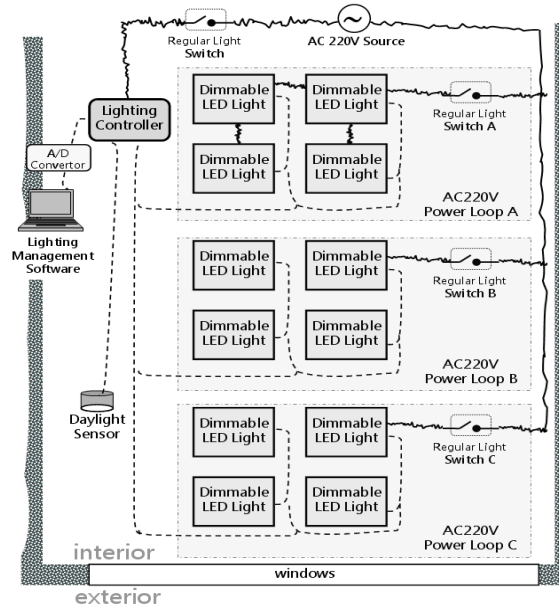 Regular Light
Switch
AC 220V Source
Lighting
Controller
A/D
Convertor
Lighting
Management
Software
Daylight
Sensor
Dimmable
LED Light
Dimmable
LED Light
Regular Light
Switch A
Dimmable
LED Light
Dimmable
LED Light
AC220V
Power Loop A
Dimmable
LED Light
Dimmable
LED Light
Regular Light
Switch B
Dimmable
LED Light
Dimmable
LED Light
AC220V
Power Loop B
Dimmable
LED Light
Dimmable
LED Light
Regular Light
Switch C
Dimmable
LED Light
Dimmable
LED Light
AC220V
Power Loop C
interior
windows
exterior